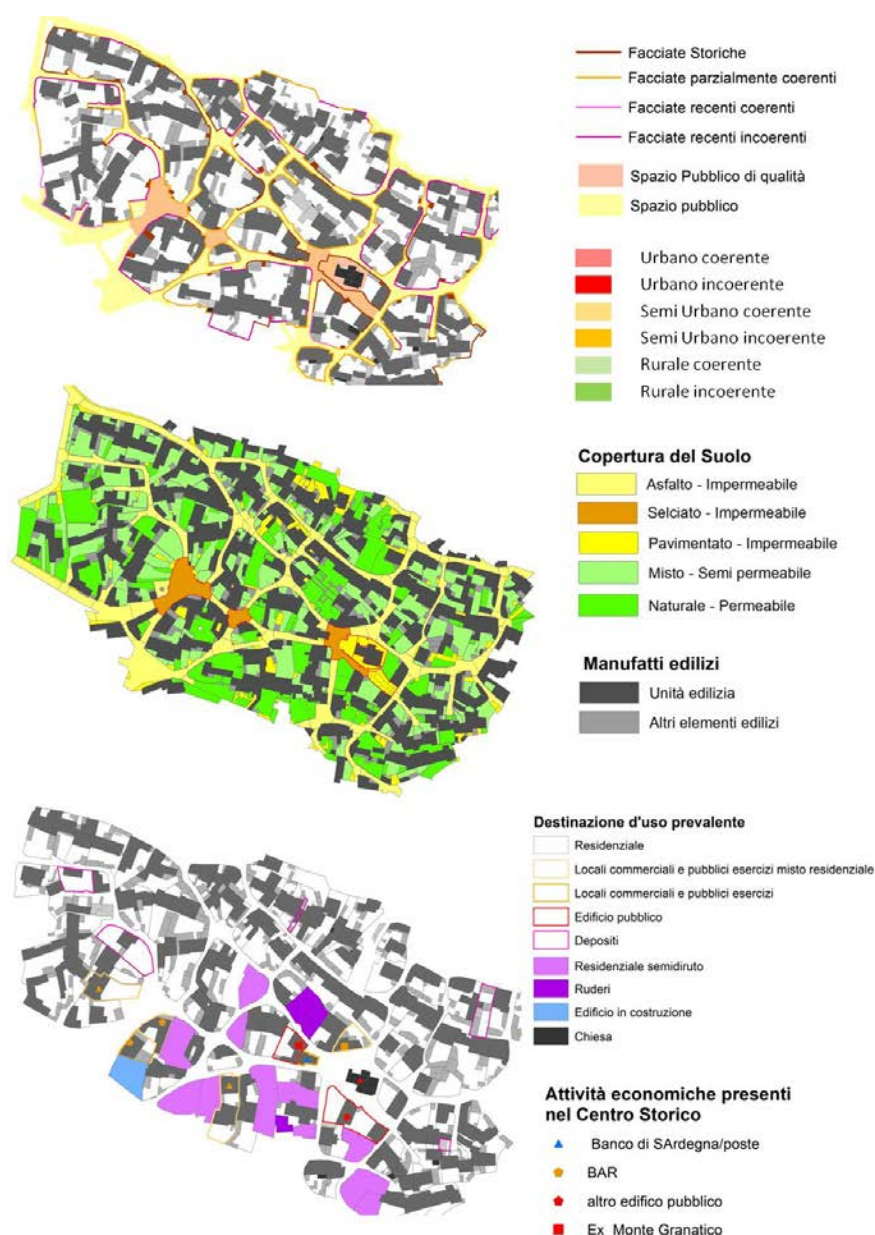 Facciate Storiche
Facciate parzialmente coerenti
Facciate recenti coerenti
Facciate recenti incoerenti
Spazio Pubblico di qualità
Spazio pubblico
Urbano coerente
Urbano incoerente
Semi Urbano coerente
Semi Urbano incoerente
Rurale coerente
Rurale incoerente
Copertura del Suolo
Asfalto - Impermeabile
Selciato - Impermeabile
Pavimentato - Impermeabile
Misto - Semi permeabile
Naturale - Permeabile
Manufatti edilizi
Unità edilizia
Altri elementi edilizi
Destinazione d'uso prevalente
Residenziale
Locali commerciali e pubblici esercizi misto residenziale
Locali commerciali e pubblici esercizi
Edificio pubblico
Depositi
Residenziale semidiruto
Ruderi
Edificio in costruzione
Chiesa
Attività economiche presenti
nel Centro Storico
Banco di SArdegna/poste
BAR
altro edifico pubblico
Ex Monte Granatico